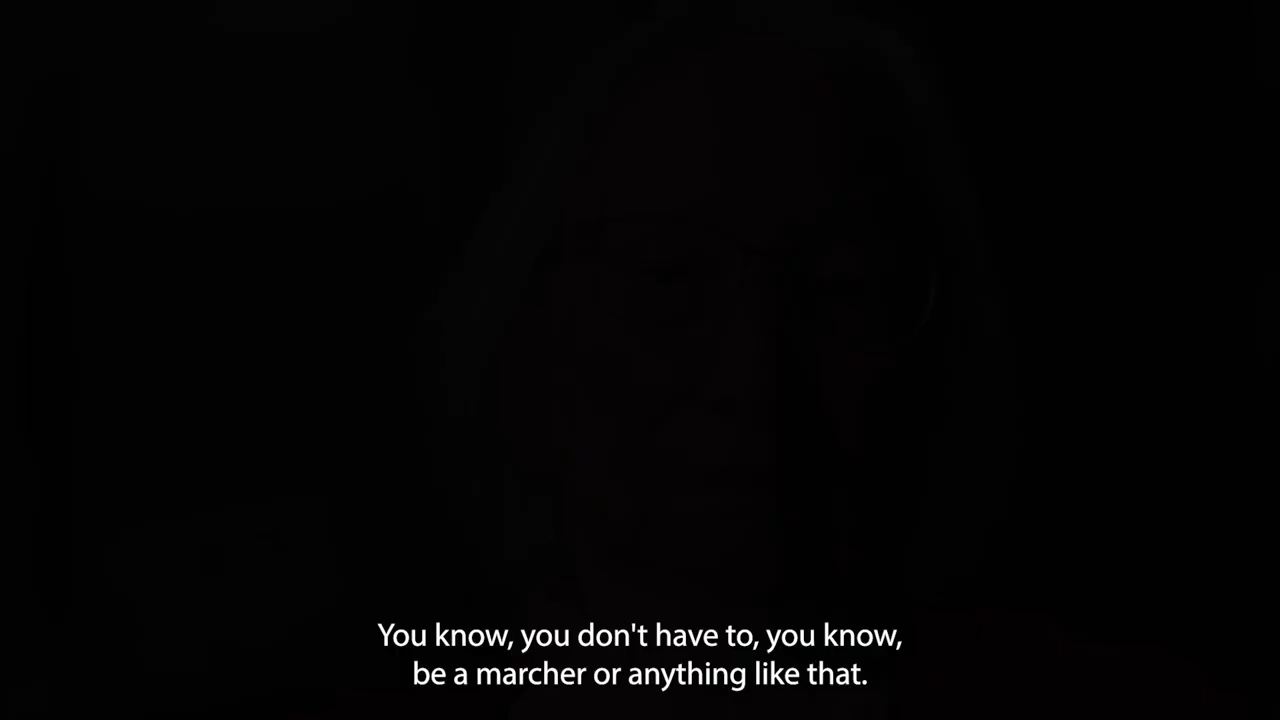 You know, you don't have to, you know,
be a marcher or anything like that.